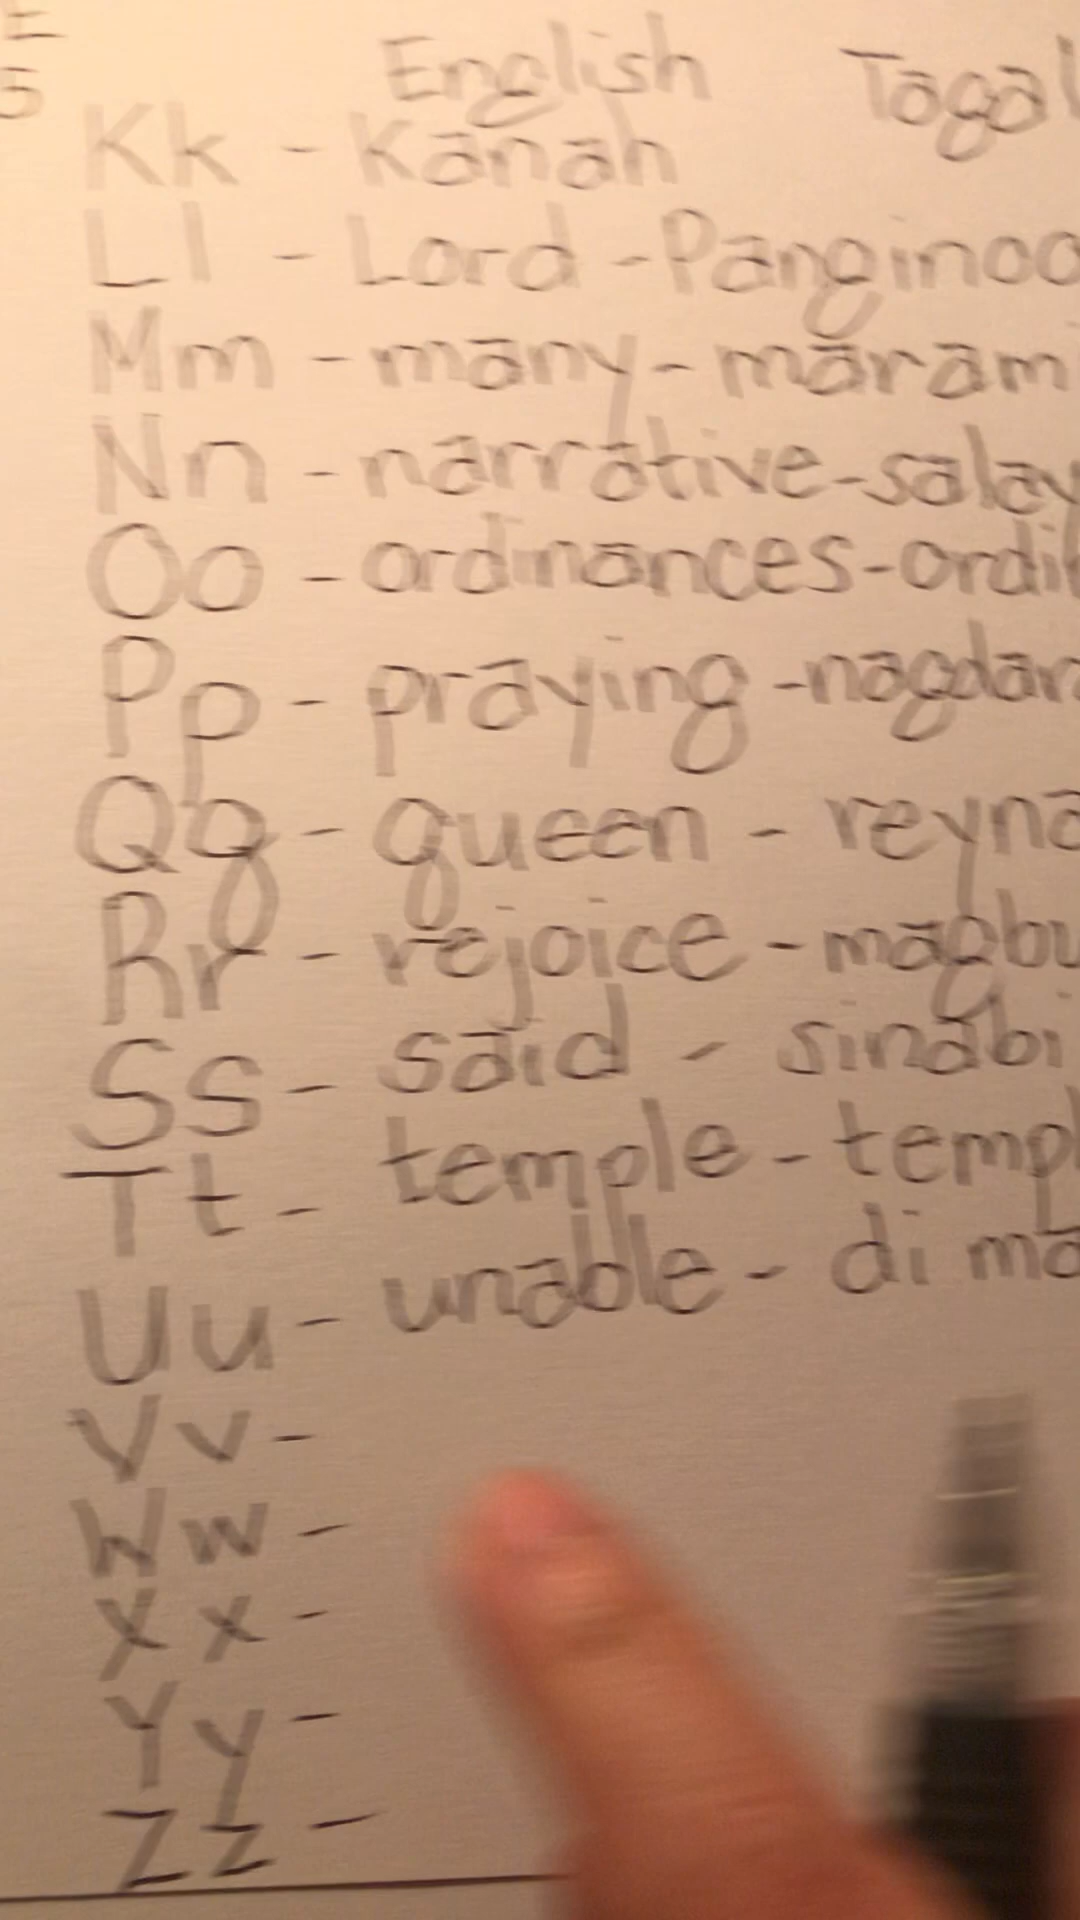 English Tagal
Kk - Kanah
Ll - Lord - Panginoo
Mm - many - maram
Nn - narrative - salay
Oo - ordinances - ordi
Pp - praying - nagdar
Qq - queen - reyna
Rr - rejoice - magbu
Ss - said - sinabi
Tt - temple - templ
Uu - unable - di ma
Vv -
Ww -
Xx -
Yy -
Zz -